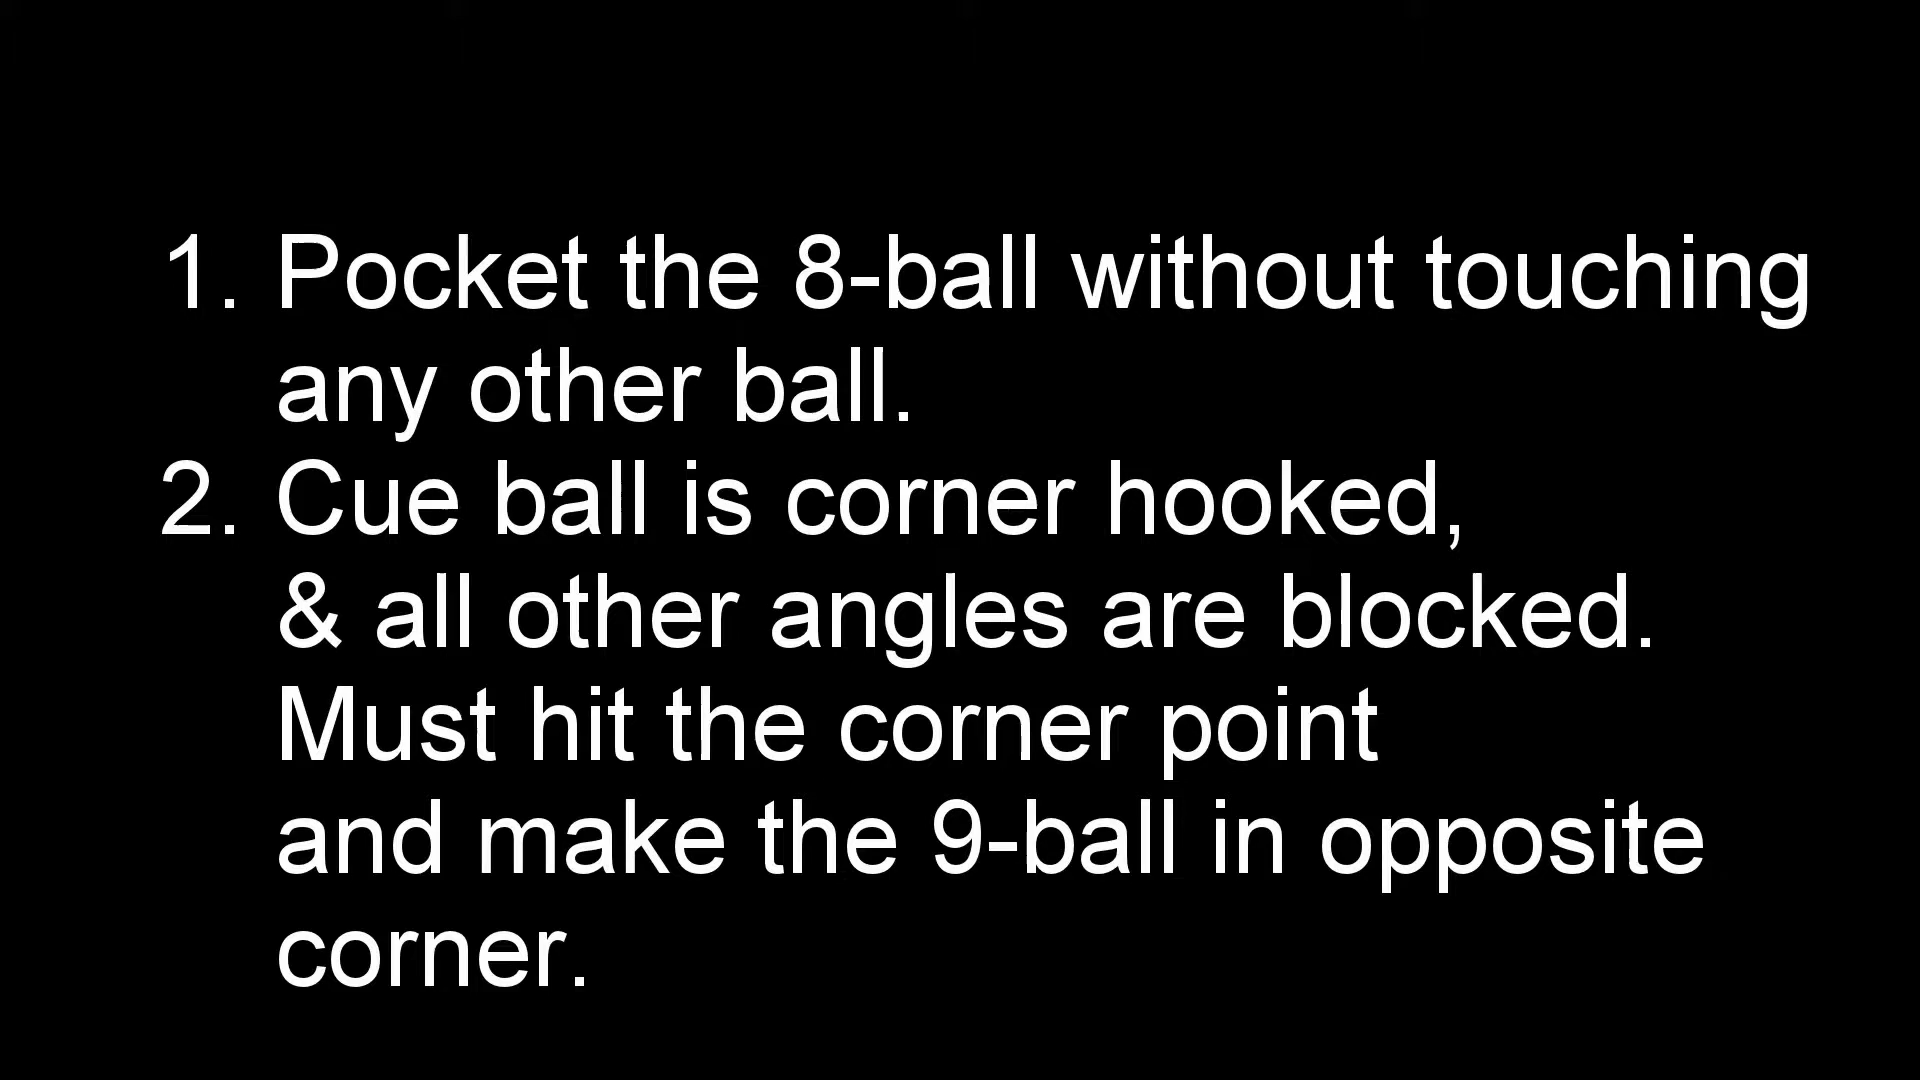 1. Pocket the 8-ball without touching
any other ball.
2. Cue ball is corner hooked,
& all other angles are blocked.
Must hit the corner point
and make the 9-ball in opposite
corner.